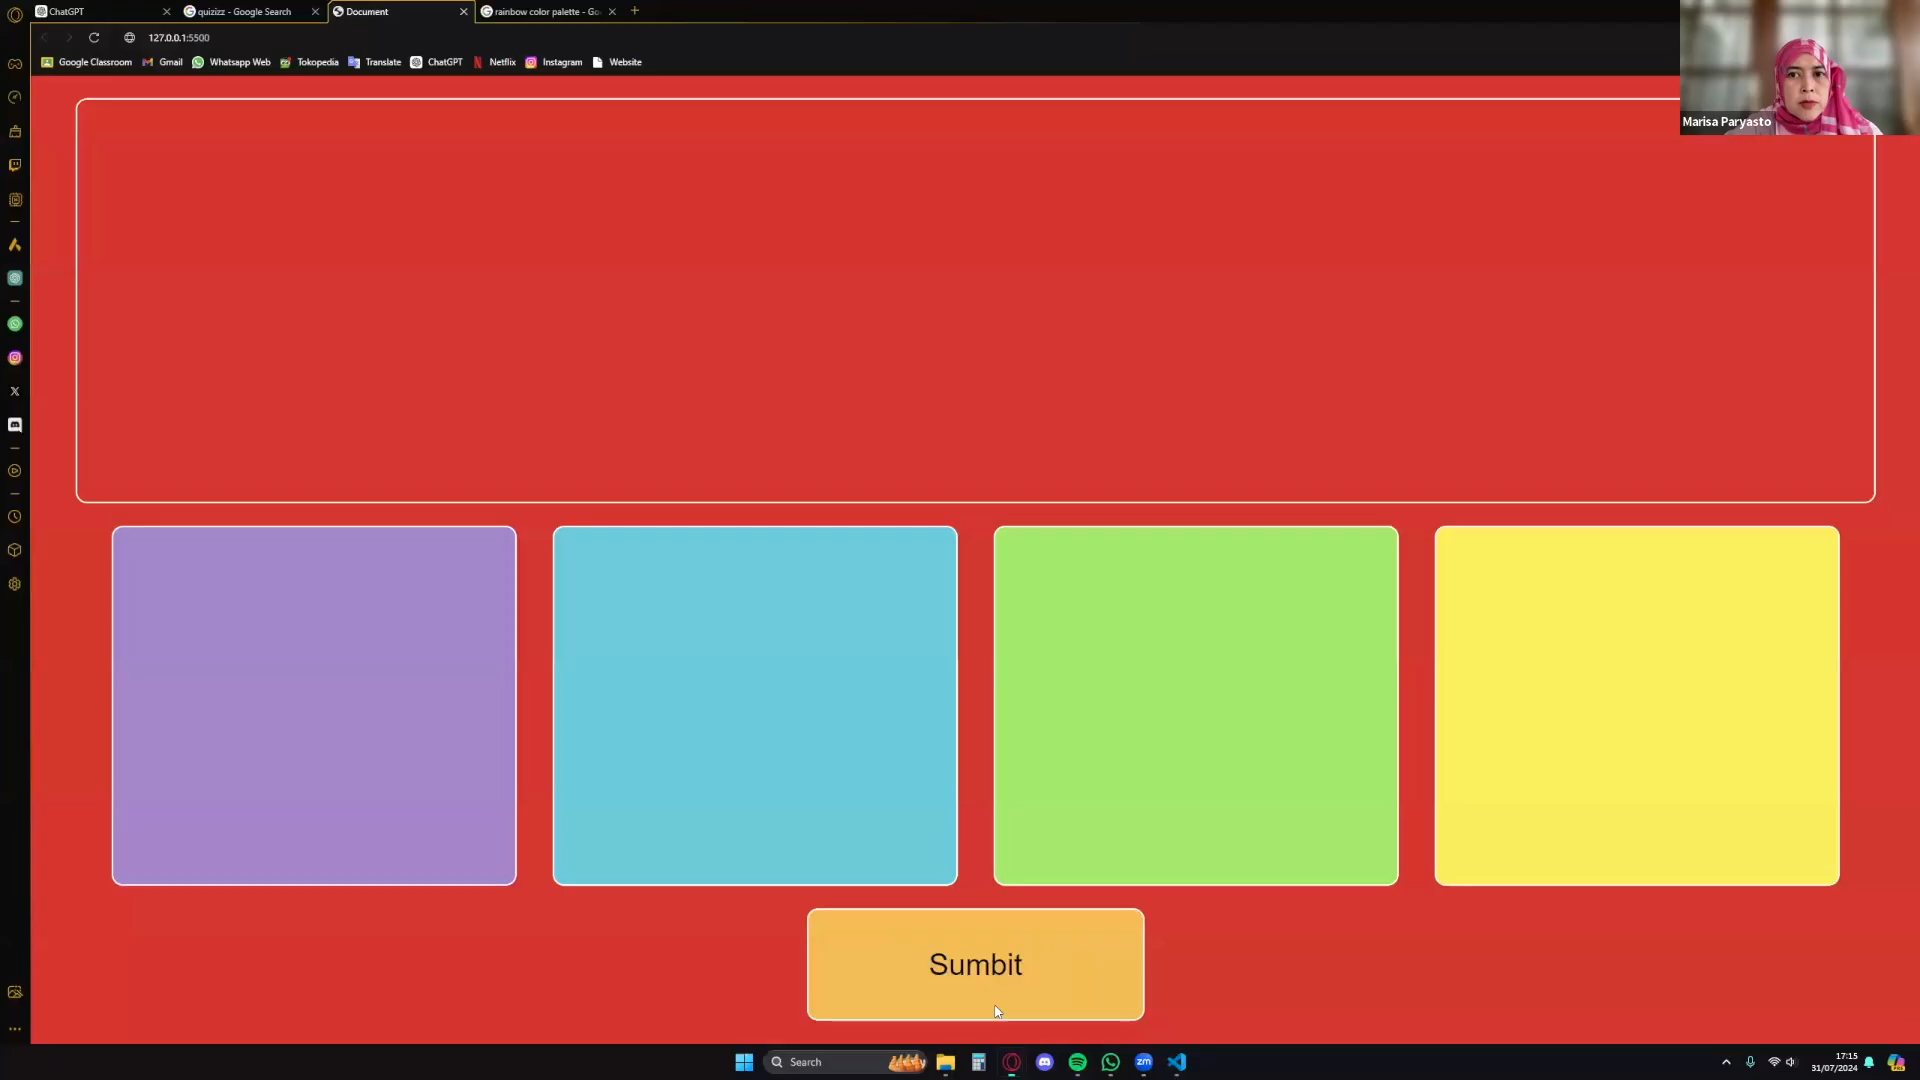 ChatGPT
quizizz - Google Search
Document
rainbow color palette - Go
127.0.0.1:5500
Google Classroom
Gmail
Whatsapp Web
Tokopedia
Translate
ChatGPT
Netflix
Instagram
Website
Marisa Paryasto
Sumbit
Search
zm
17:15
31/07/2024